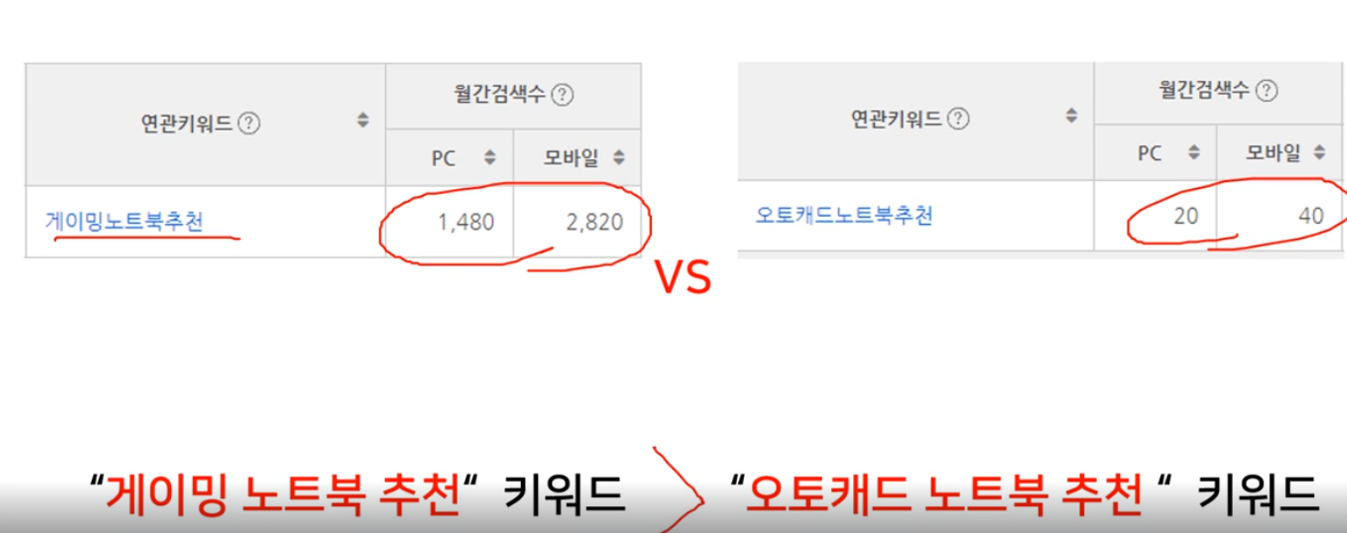 연관키워드 ?
월간검색수 ?
PC
모바일
게이밍노트북추천
1,480
2,820
vs
연관키워드 ?
월간검색수 ?
PC
모바일
오토캐드노트북추천
20
40
“게이밍 노트북 추천“ 키워드
“오토캐드 노트북 추천 “ 키워드